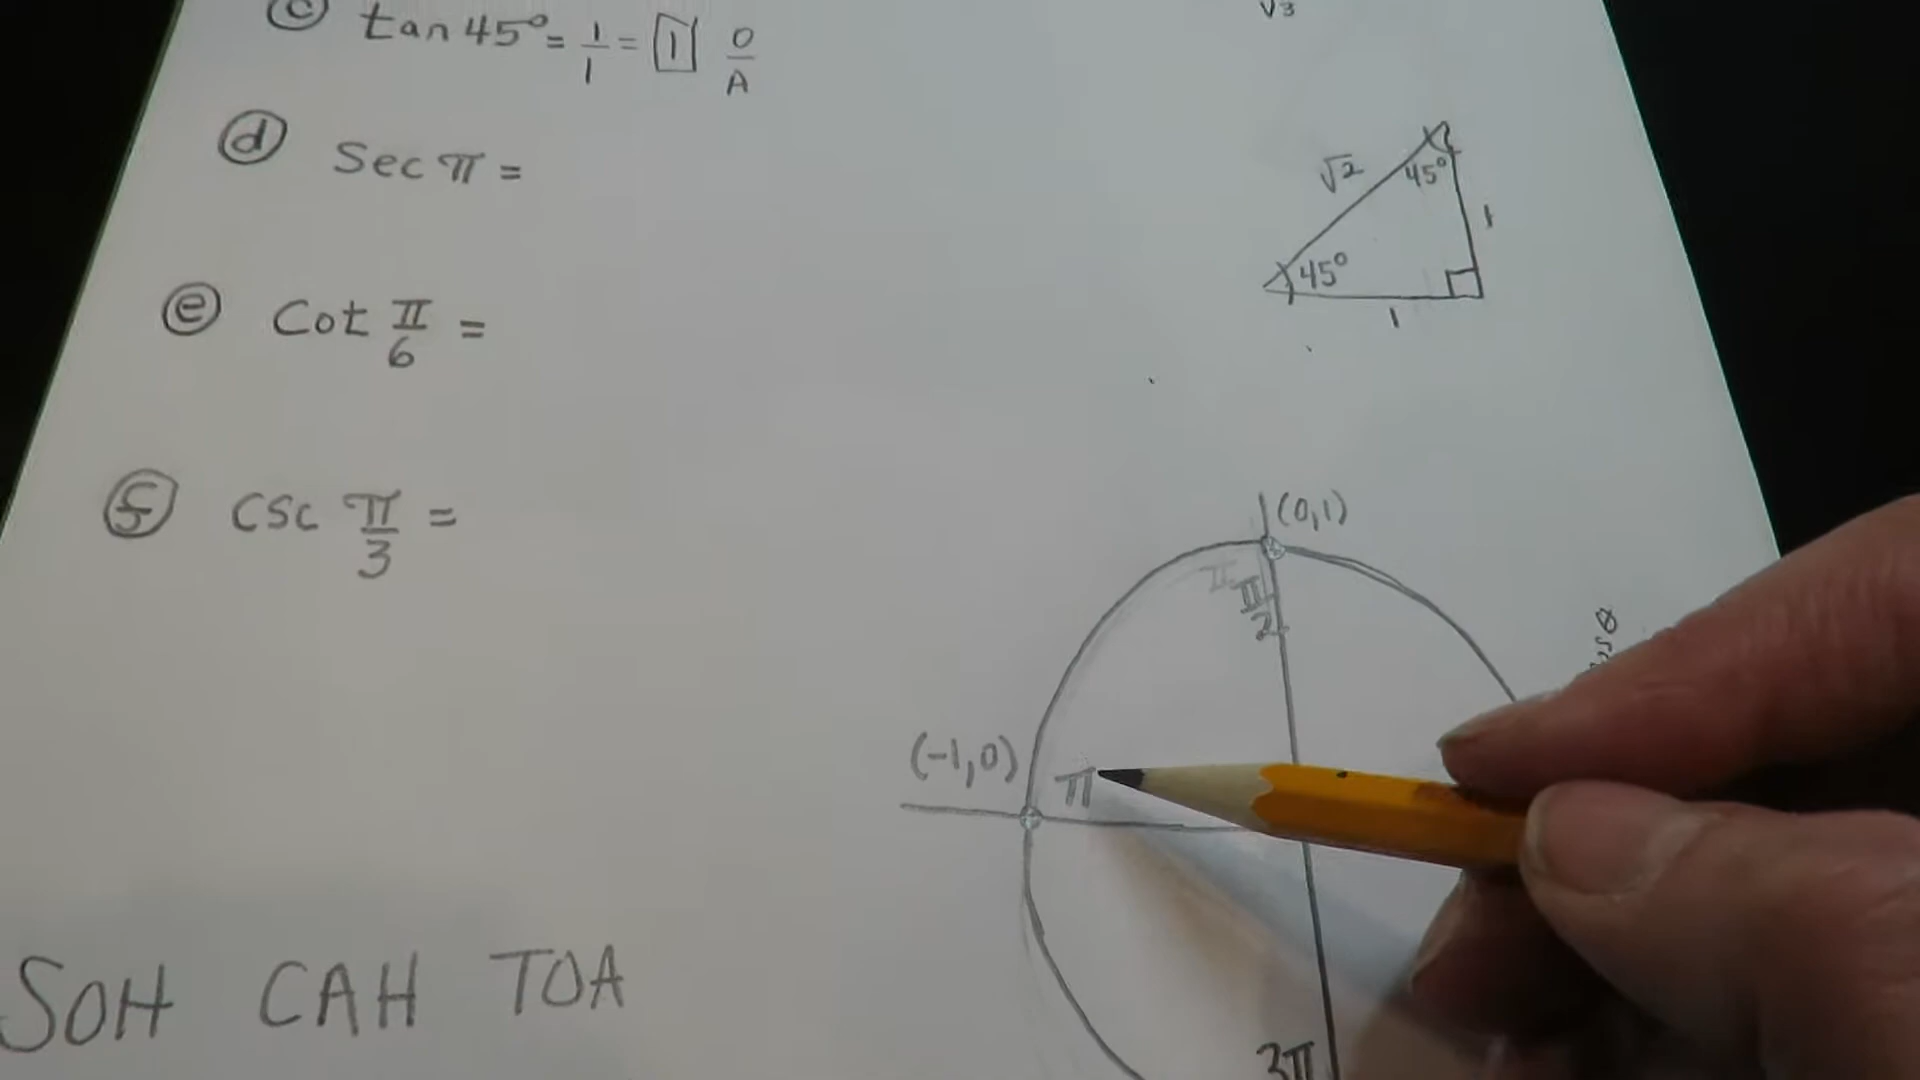 c tan 45° = 1/1 = 1 O/A
√3
d Sec π =
√2
45°
45°
1
1
e Cot π/6 =
f CSC π/3 =
(0,1)
π
π/2
(-1,0)
π
SOH CAH TOA
3π